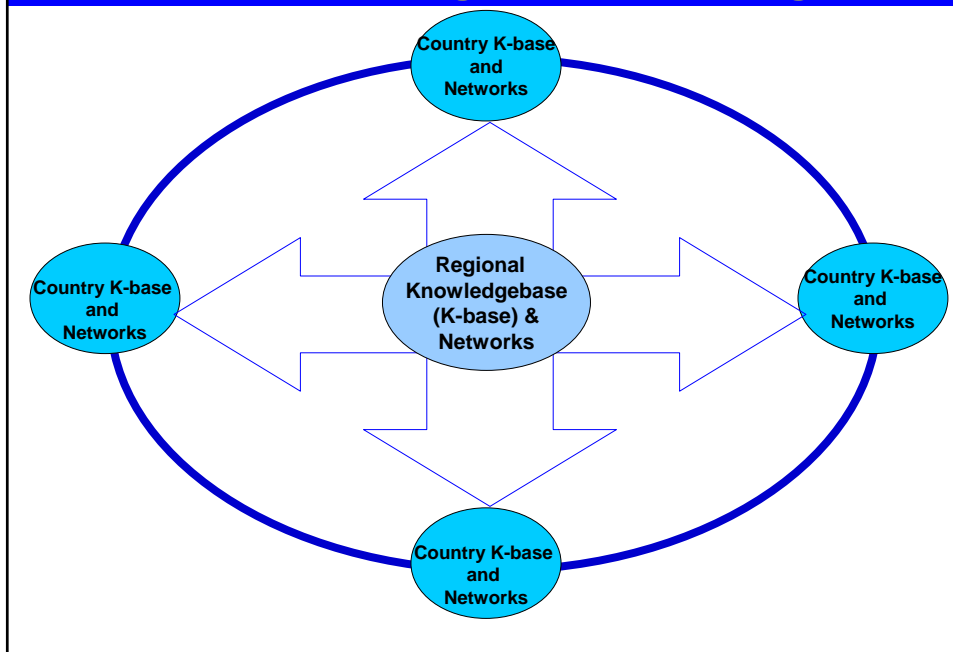 Country K-base
and
Networks
Country K-base
and
Networks
Regional
Knowledgebase
(K-base) &
Networks
Country K-base
and
Networks
Country K-base
and
Networks